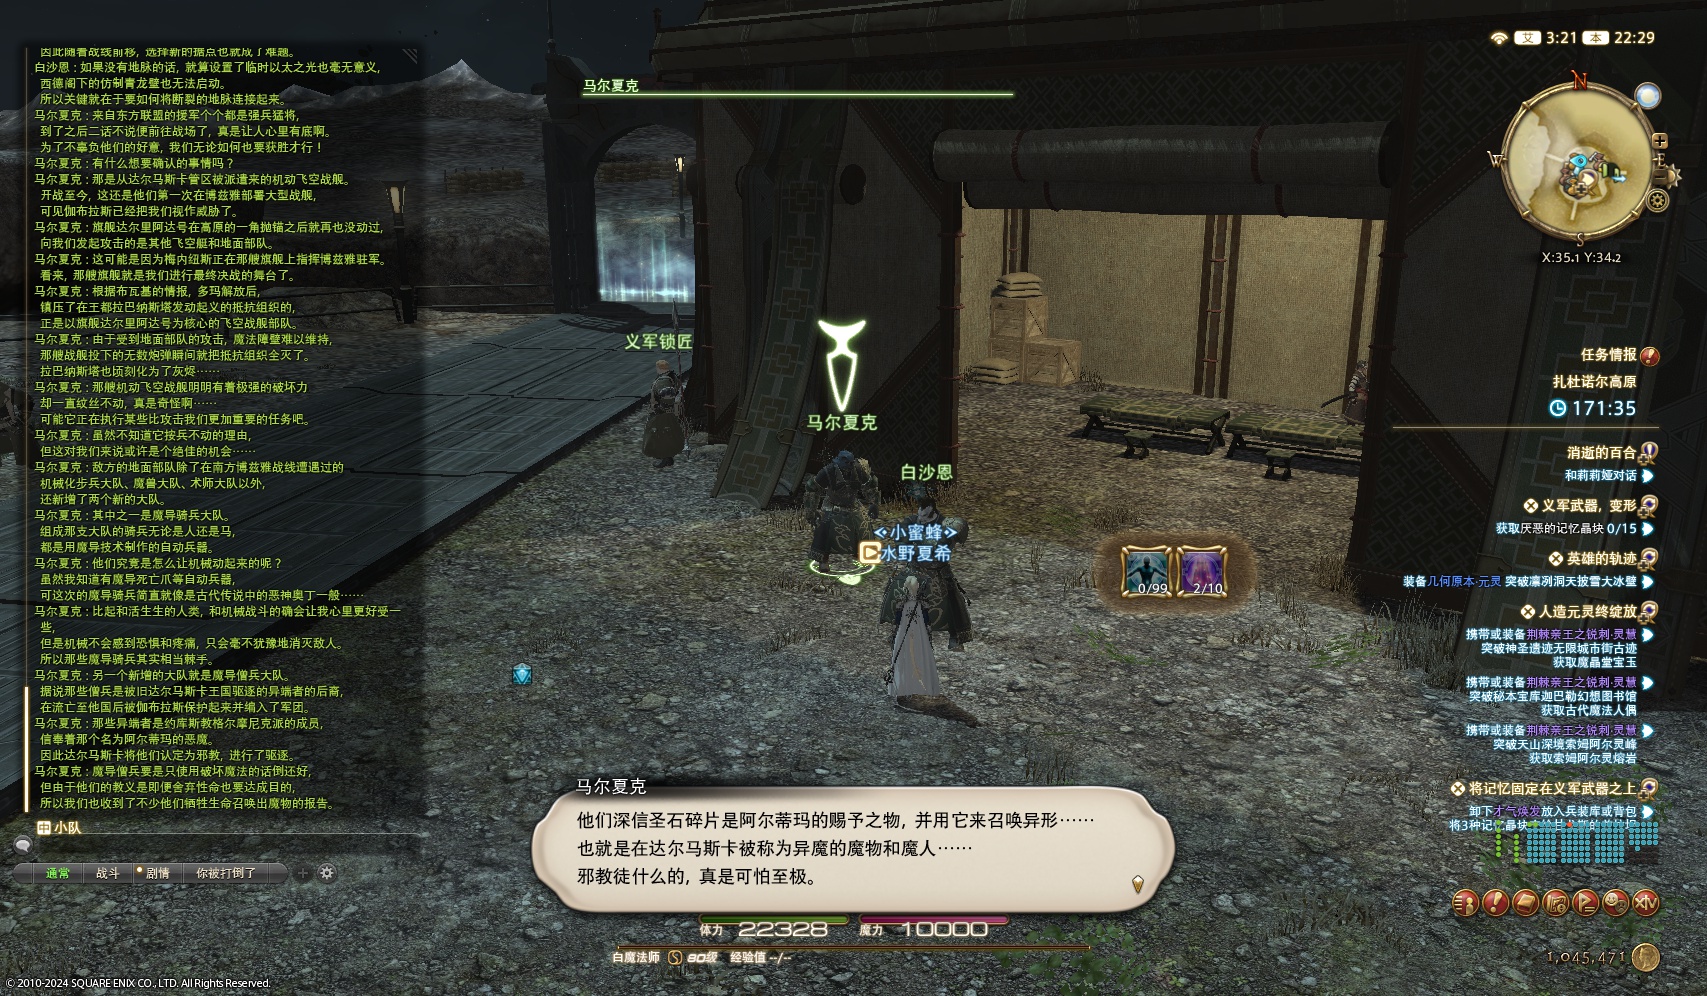 因此随着战线前移，选择新的据点也就成了难题。
白沙恩：如果没有地脉的话，就算设置了临时以太之光也毫无意义，
西德阁下的仿制青龙壁也无法启动。
所以关键就在于要如何将断裂的地脉连接起来。
马尔夏克：来自东方联盟的援军个个都是强兵猛将，
到了之后二话不说便前往战场了，真是让人心里有底啊。
为了不辜负他们的好意，我们无论如何也要获胜才行！
马尔夏克：有什么想要确认的事情吗？
马尔夏克：那是从达尔马斯卡管区被派遣来的机动飞空战舰。
开战至今，这还是他们第一次在博兹雅部署大型战舰，
可见伽布拉斯已经把我们视作威胁了。
马尔夏克：旗舰达尔里阿达号在高原的一角抛锚之后就再也没动过，
向我们发起攻击的是其他飞空艇和地面部队。
马尔夏克：这可能是因为梅内纽斯正在那艘旗舰上指挥博兹雅驻军。
看来，那艘旗舰就是我们进行最终决战的舞台了。
马尔夏克：根据布瓦基的情报，多玛解放后，
镇压了在王都拉巴纳斯塔发动起义的抵抗组织的，
正是以旗舰达尔里阿达号为核心的飞空战舰部队。
马尔夏克：由于受到地面部队的攻击，魔法障壁难以维持，
那艘战舰投下的无数炮弹瞬间就把抵抗组织全灭了。
拉巴纳斯塔也顷刻化为了灰烬……
马尔夏克：那艘机动飞空战舰明明有着极强的破坏力
却一直纹丝不动，真是奇怪啊……
可能它正在执行某些比攻击我们更加重要的任务吧。
马尔夏克：虽然不知道它按兵不动的理由，
但这对我们来说或许是个绝佳的机会……
马尔夏克：敌方的地面部队除了在南方博兹雅战线遭遇过的
机械化步兵大队、魔兽大队、术师大队以外，
还新增了两个新的大队。
马尔夏克：其中之一是魔导骑兵大队。
组成那支大队的骑兵无论是人还是马，
都是用魔导技术制作的自动兵器。
马尔夏克：他们究竟是怎么让机械动起来的呢？
虽然我知道有魔导死亡爪等自动兵器，
可这次的魔导骑兵简直就像是古代传说中的恶神奥丁一般……
马尔夏克：比起和活生生的人类，和机械战斗的确会让我心里更好受一
些，
但是机械不会感到恐惧和疼痛，只会毫不犹豫地消灭敌人。
所以那些魔导骑兵其实相当棘手。
马尔夏克：另一个新增的大队就是魔导僧兵大队。
据说那些僧兵是被旧达尔马斯卡王国驱逐的异端者的后裔，
在流亡至他国后被伽布拉斯保护起来并编入了军团。
马尔夏克：那些异端者是约库斯教格尔摩尼克派的成员，
信奉着那个名为阿尔蒂玛的恶魔。
因此达尔马斯卡将他们认定为邪教，进行了驱逐。
马尔夏克：魔导僧兵要是只使用破坏魔法的话倒还好，
但由于他们的教义是即便舍弃性命也要达成目的，
所以我们也收到了不少他们牺牲生命召唤出魔物的报告。
小队
通常
战斗
剧情
你被打倒了
© 2010-2024 SQUARE ENIX CO., LTD. All Rights Reserved.
马尔夏克
义军锁匠
马尔夏克
白沙恩
<小蜜蜂>
水野夏希
0/99
2/10
马尔夏克
他们深信圣石碎片是阿尔蒂玛的赐予之物，并用它来召唤异形……
也就是在达尔马斯卡被称为异魔的魔物和魔人……
邪教徒什么的，真是可怕至极。
体力 22328 魔力 10000
白魔法师 80级 经验值 --/--
艾 3:21 本 22:29
N
W
E
S
X:35.1 Y:34.2
任务情报
扎杜诺尔高原
171:35
消逝的百合
和莉莉娅对话
义军武器，变形
获取厌恶的记忆晶块 0/15
英雄的轨迹
装备几何原本·元灵 突破凛冽洞天披雪大冰壁
人造元灵终绽放
携带或装备荆棘亲王之锐刺·灵慧
突破神圣遗迹无限城市街古迹
获取魔晶堂宝玉
携带或装备荆棘亲王之锐刺·灵慧
突破秘本宝库迦巴勒幻想图书馆
获取古代魔法人偶
携带或装备荆棘亲王之锐刺·灵慧
突破天山深境索姆阿尔灵峰
获取索姆阿尔灵熔岩
将记忆固定在义军武器之上
卸下才气焕发放入兵装库或背包
将3种记忆晶块
1,045,471